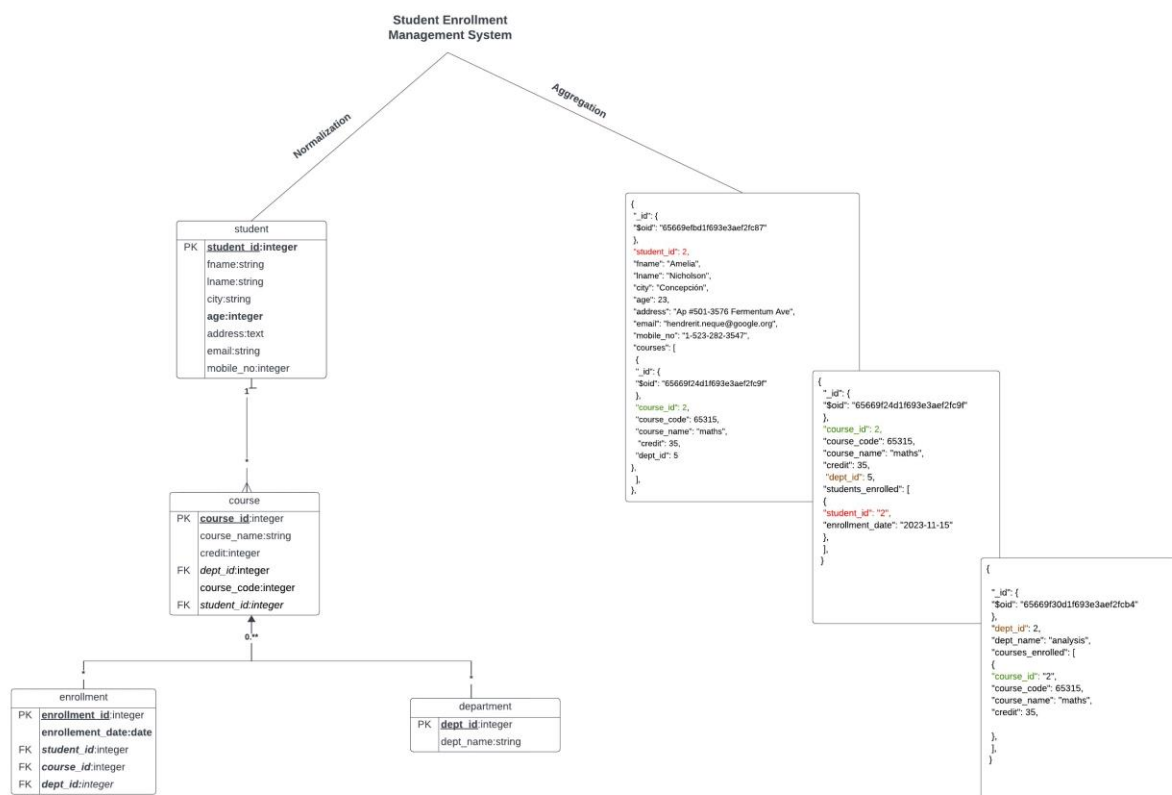 Student Enrollment
Management System
Normalization
Aggregation
student
PK student_id:integer
fname:string
lname:string
city:string
age:integer
address:text
email:string
mobile_no:integer
1
*
course
PK course_id:integer
course_name:string
credit:integer
FK dept_id:integer
course_code:integer
FK student_id:integer
0.**
*
*
enrollment
PK enrollment_id:integer
enrollement_date:date
FK student_id:integer
FK course_id:integer
FK dept_id:integer
department
PK dept_id:integer
dept_name:string
{
"_id": {
"$oid": "65669efbd1f693e3aef2fc87"
},
"student_id": 2,
"fname": "Amelia",
"lname": "Nicholson",
"city": "Concepción",
"age": 23,
"address": "Ap #501-3576 Fermentum Ave",
"email": "hendrerit.neque@google.org",
"mobile_no": "1-523-282-3547",
"courses": [
{
"_id": {
"$oid": "65669f24d1f693e3aef2fc9f"
},
"course_id": 2,
"course_code": 65315,
"course_name": "maths",
"credit": 35,
"dept_id": 5
},
],
},
{
"_id": {
"$oid": "65669f24d1f693e3aef2fc9f"
},
"course_id": 2,
"course_code": 65315,
"course_name": "maths",
"credit": 35,
"dept_id": 5,
"students_enrolled": [
{
"student_id": "2",
"enrollment_date": "2023-11-15"
},
],
}
{
"_id": {
"$oid": "65669f30d1f693e3aef2fcb4"
},
"dept_id": 2,
"dept_name": "analysis",
"courses_enrolled": [
{
"course_id": "2",
"course_code": 65315,
"course_name": "maths",
"credit": 35,
},
],
}